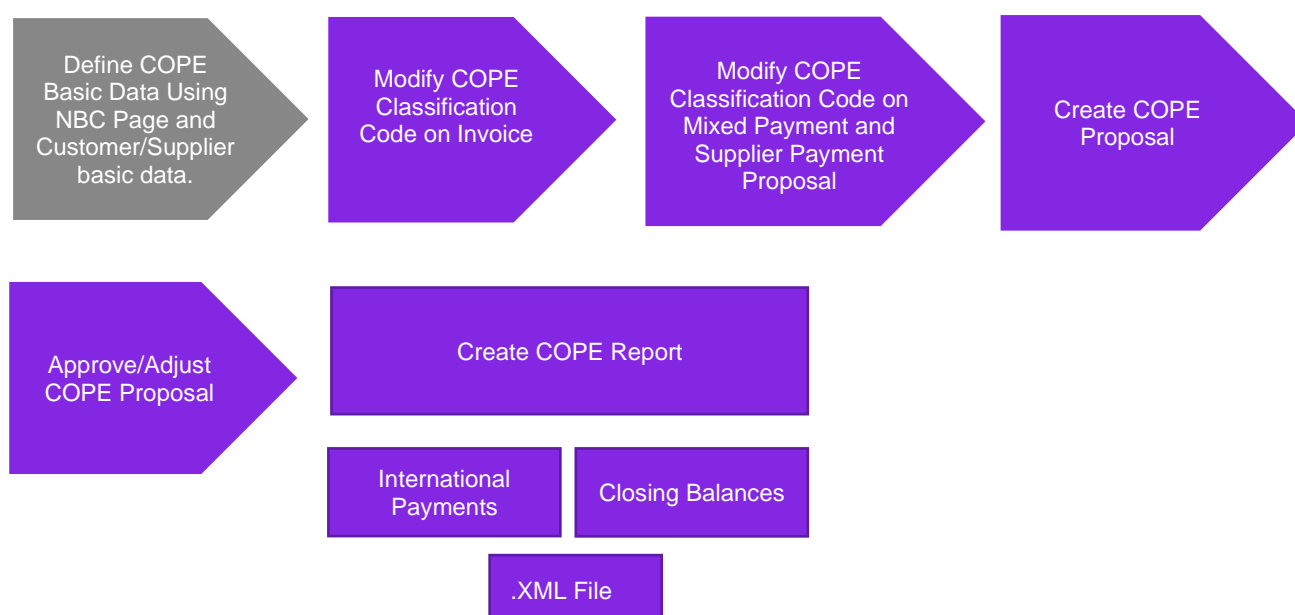 Define COPE
Basic Data Using
NBC Page and
Customer/Supplier
basic data.
Modify COPE
Classification
Code on Invoice
Modify COPE
Classification Code on
Mixed Payment and
Supplier Payment
Proposal
Create COPE
Proposal
Approve/Adjust
COPE Proposal
Create COPE Report
International
Payments
Closing Balances
.XML File